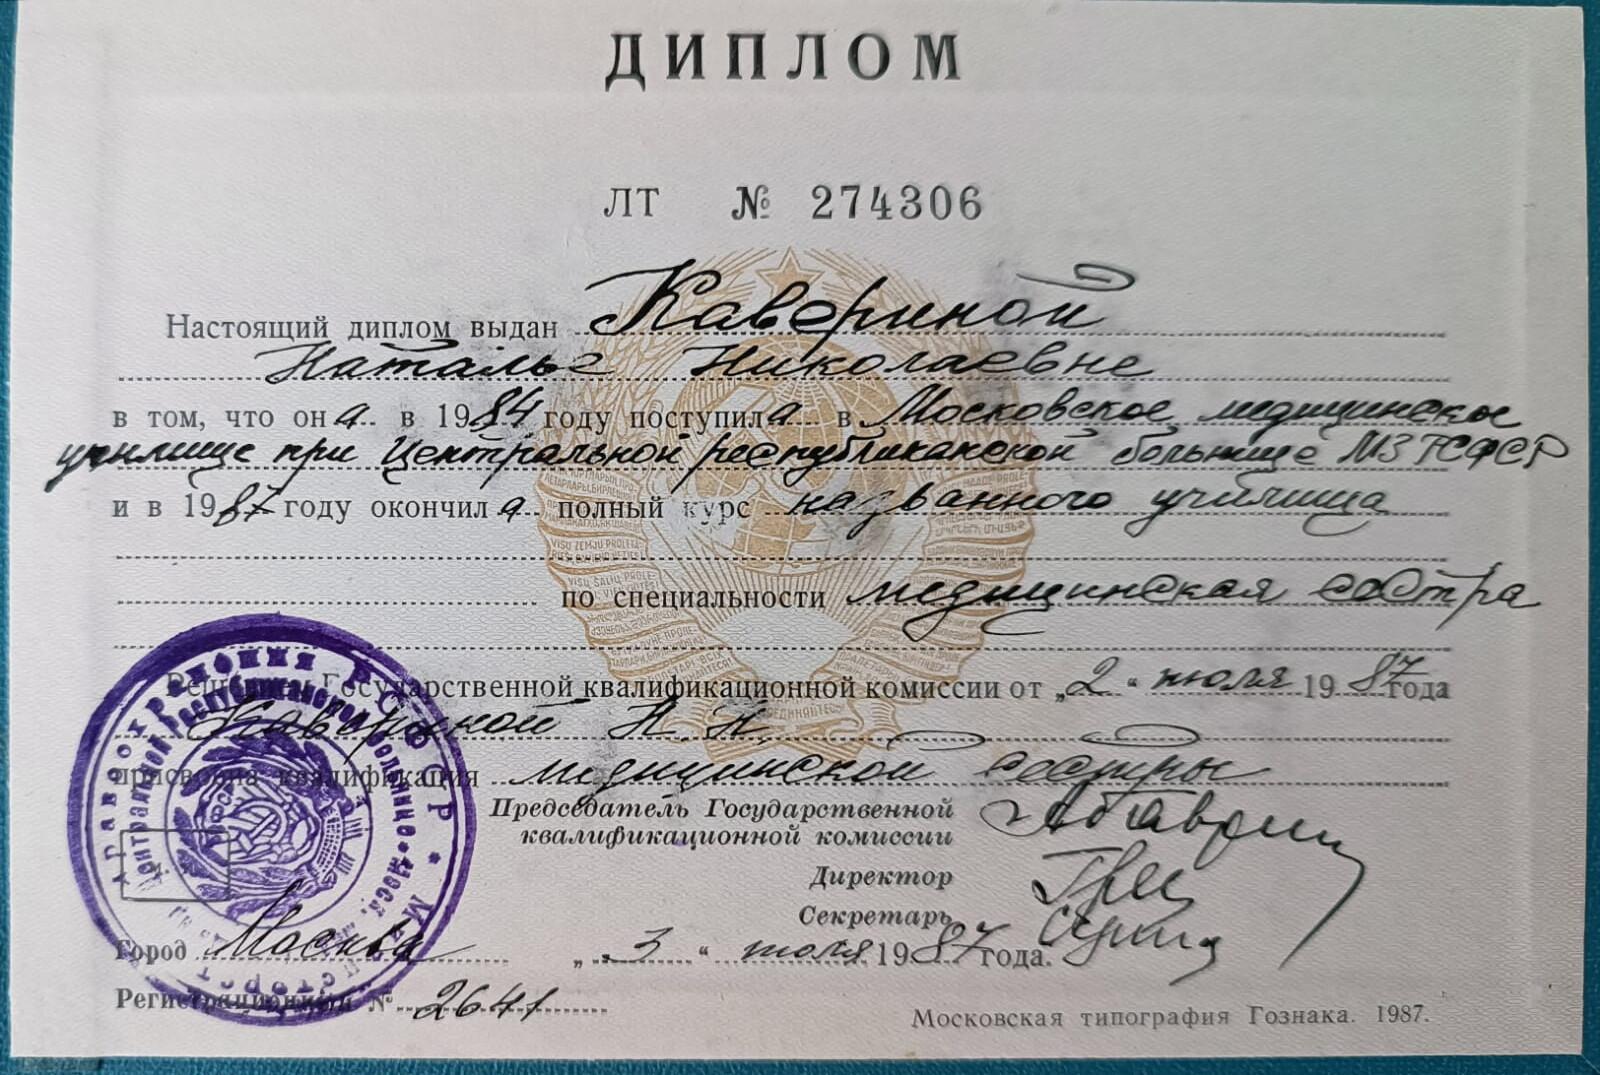 ДИПЛОМ
ЛТ № 274306
Настоящий диплом выдан Кавериной
Наталье Николаевне
в том, что она в 1984 году поступила в Московское медицинское
училище при Центральной республиканской больнице МЗ РСФСР
и в 1987 году окончила полный курс названного училища
по специальности медицинская сестра
Решением Государственной квалификационной комиссии от „2“ июля 1987 года
Кавериной Н. Н.
присвоена квалификация медицинской сестры
Председатель Государственной
квалификационной комиссии
Директор
Секретарь
Город Москва „3“ июля 1987 года.
Регистрационный № 2641
Московская типография Гознака. 1987.